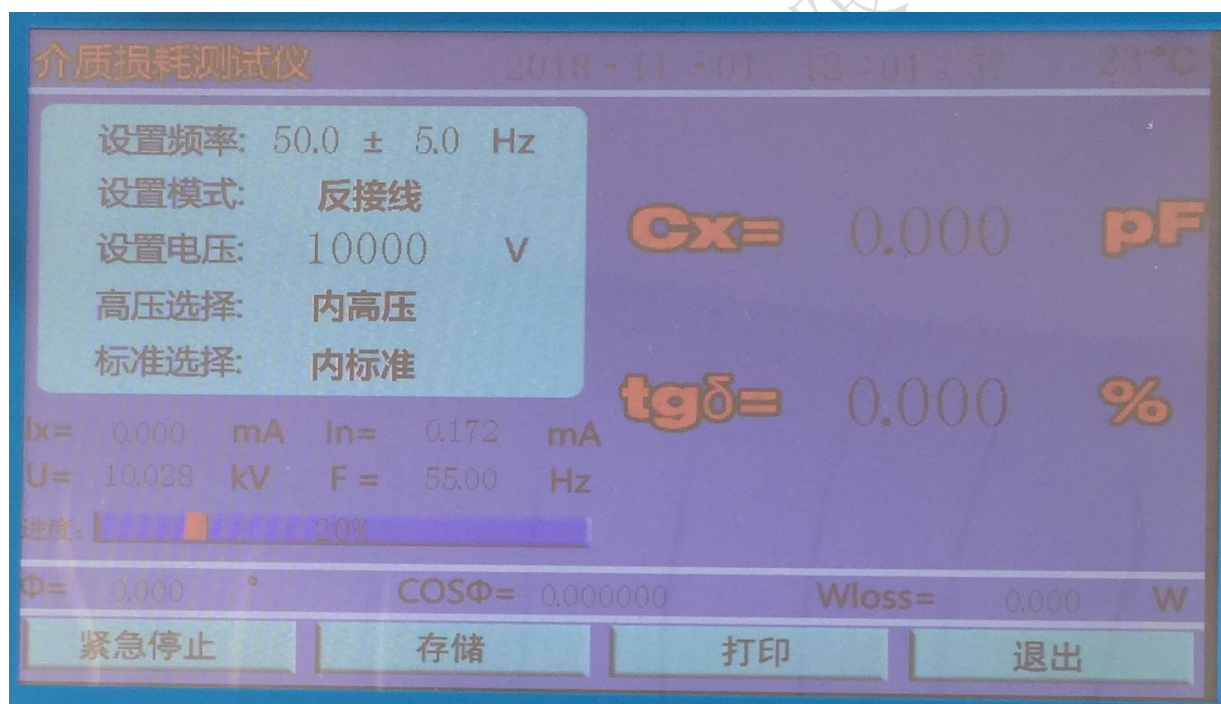 介质损耗测试仪 2018-11-01 12:01:57 23℃
设置频率: 50.0 ± 5.0 Hz
设置模式: 反接线
设置电压: 10000 V
高压选择: 内高压
标准选择: 内标准
Cx= 0.000 pF
tgδ= 0.000 %
Ix= 0.000 mA In= 0.172 mA
U= 10.028 kV F = 55.00 Hz
进度: 20%
Φ= 0.000 ° COSΦ= 0.000000 Wloss= 0.000 W
紧急停止 存储 打印 退出